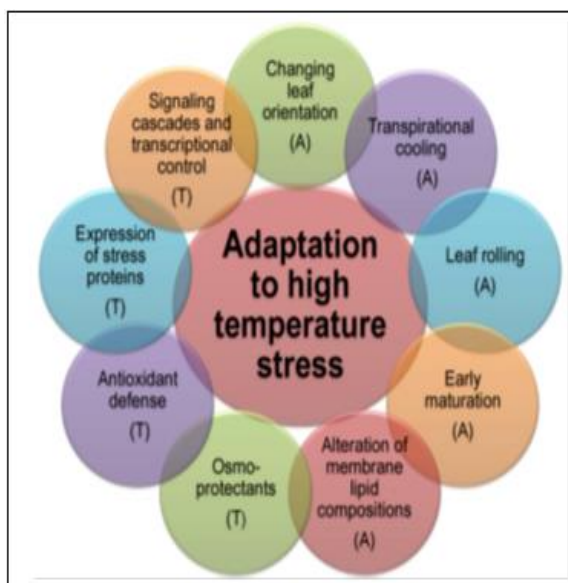 Changing
leaf
orientation
(A)
Transpirational
cooling
(A)
Leaf rolling
(A)
Early
maturation
(A)
Alteration of
membrane
lipid
compositions
(A)
Osmo-
protectants
(T)
Antioxidant
defense
(T)
Expression
of stress
proteins
(T)
Signaling
cascades and
transcriptional
control
(T)
Adaptation
to high
temperature
stress